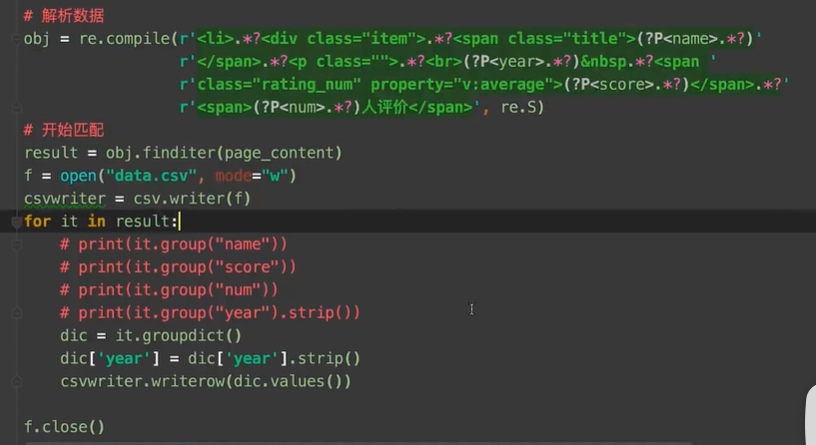 # 解析数据
obj = re.compile(r'<li>.*?<div class="item">.*?<span class="title">(?P<name>.*?)'
r'</span>.*?<p class="">.*?<br>(?P<year>.*?)&nbsp.*?<span '
r'class="rating_num" property="v:average">(?P<score>.*?)</span>.*?'
r'<span>(?P<num>.*?)人评价</span>', re.S)
# 开始匹配
result = obj.finditer(page_content)
f = open("data.csv", mode="w")
csvwriter = csv.writer(f)
for it in result:
# print(it.group("name"))
# print(it.group("score"))
# print(it.group("num"))
# print(it.group("year").strip())
dic = it.groupdict()
dic['year'] = dic['year'].strip()
csvwriter.writerow(dic.values())
f.close()